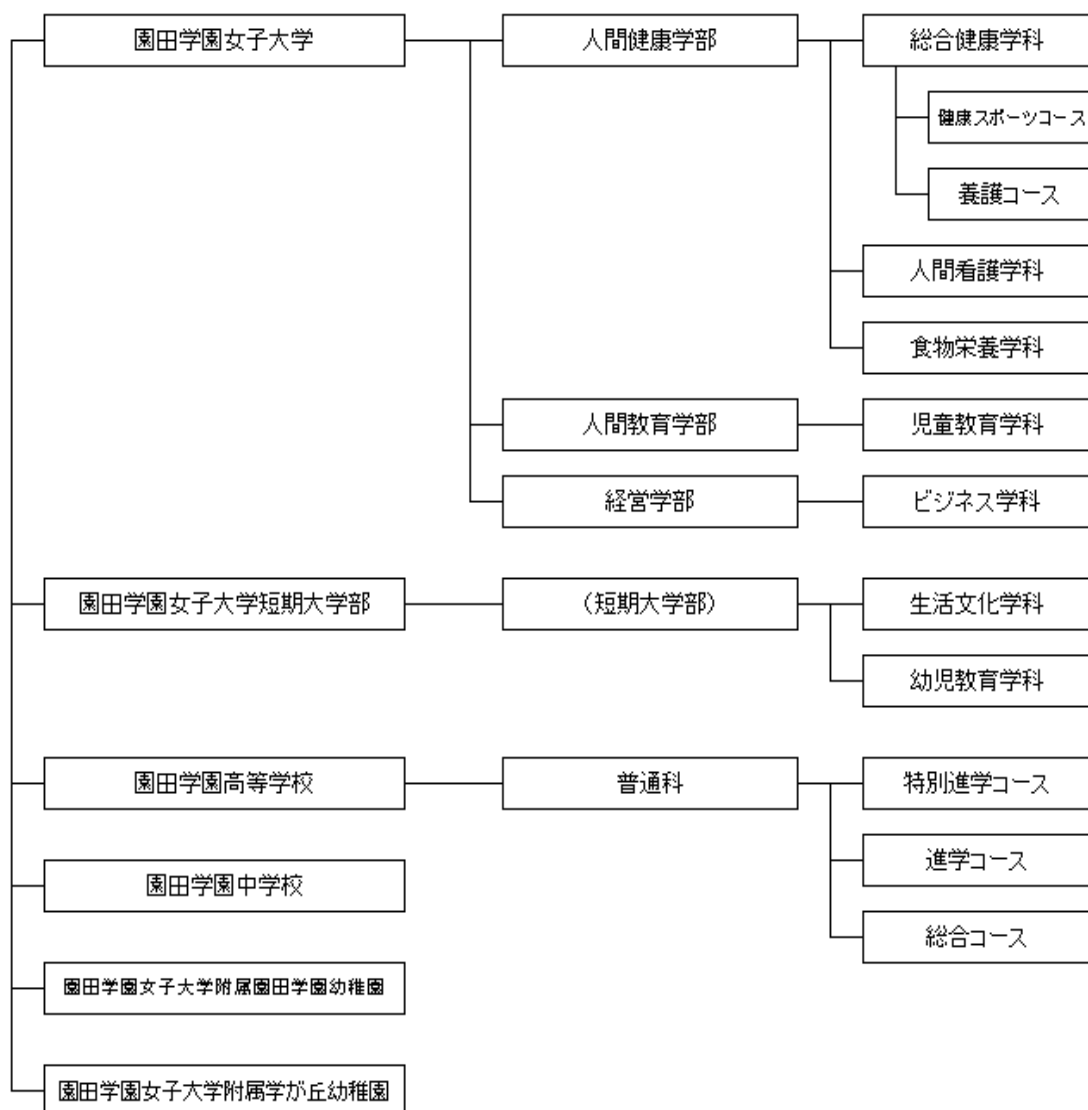 園田学園女子大学
人間健康学部
総合健康学科
健康スポーツコース
養護コース
人間看護学科
食物栄養学科
人間教育学部
児童教育学科
経営学部
ビジネス学科
園田学園女子大学短期大学部
（短期大学部）
生活文化学科
幼児教育学科
園田学園高等学校
普通科
特別進学コース
進学コース
総合コース
園田学園中学校
園田学園女子大学附属園田学園幼稚園
園田学園女子大学附属学が丘幼稚園